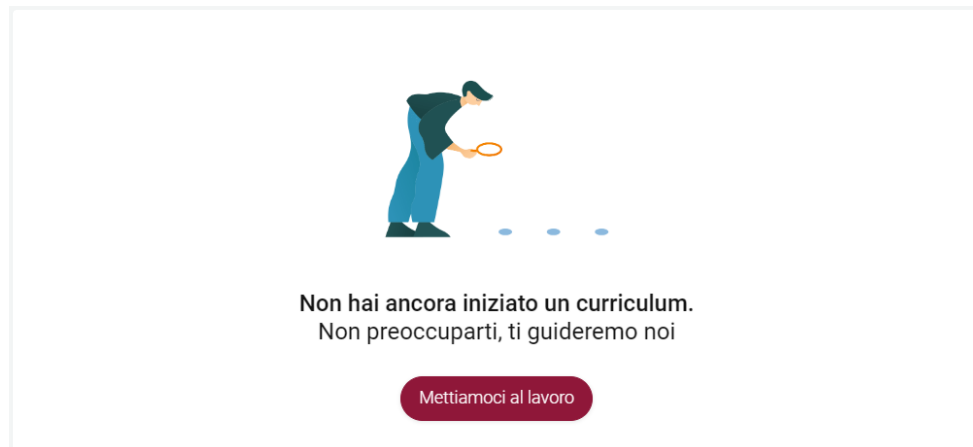 Non hai ancora iniziato un curriculum.
Non preoccuparti, ti guideremo noi
Mettiamoci al lavoro